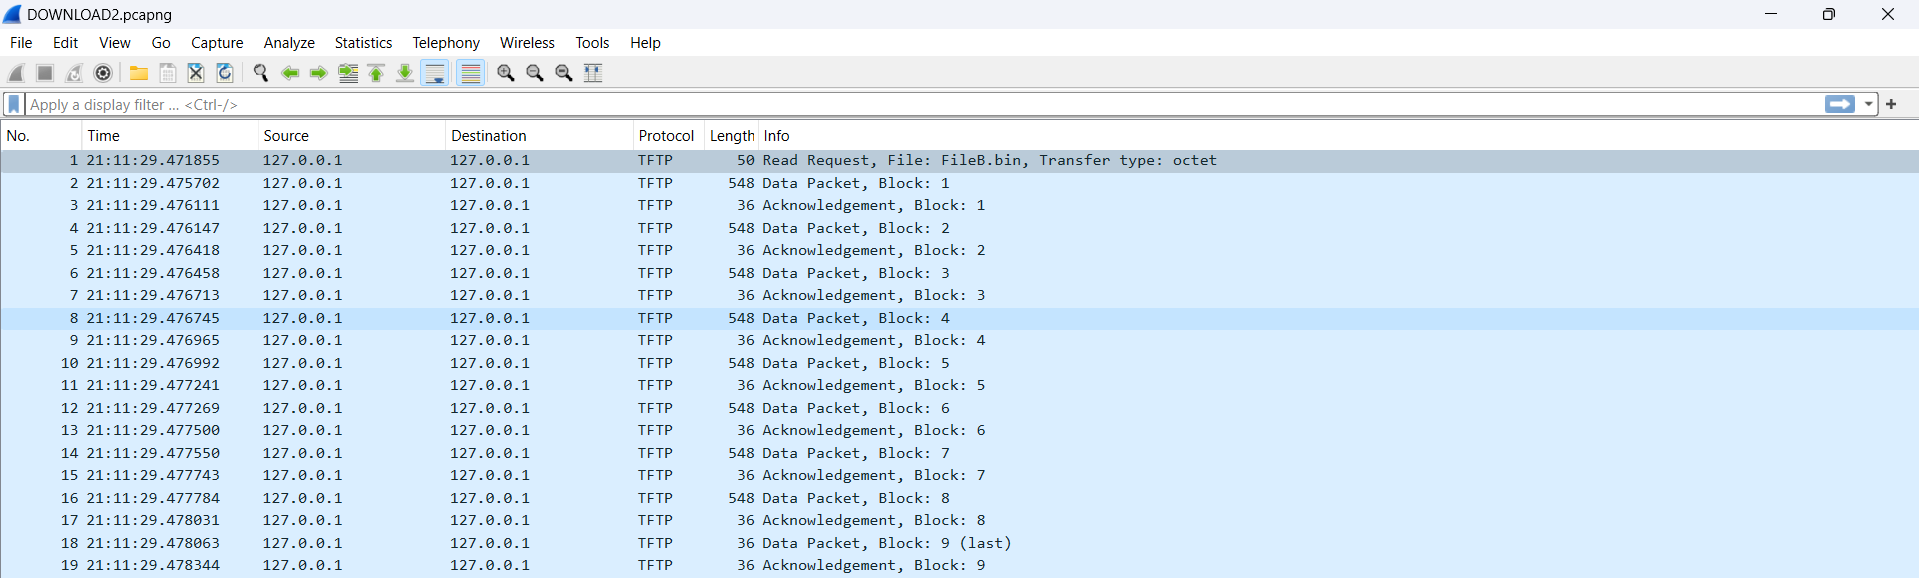 DOWNLOAD2.pcapng
File Edit View Go Capture Analyze Statistics Telephony Wireless Tools Help
Apply a display filter ... <Ctrl-/>
No. Time Source Destination Protocol Length Info
1 21:11:29.471855 127.0.0.1 127.0.0.1 TFTP 50 Read Request, File: FileB.bin, Transfer type: octet
2 21:11:29.475702 127.0.0.1 127.0.0.1 TFTP 548 Data Packet, Block: 1
3 21:11:29.476111 127.0.0.1 127.0.0.1 TFTP 36 Acknowledgement, Block: 1
4 21:11:29.476147 127.0.0.1 127.0.0.1 TFTP 548 Data Packet, Block: 2
5 21:11:29.476418 127.0.0.1 127.0.0.1 TFTP 36 Acknowledgement, Block: 2
6 21:11:29.476458 127.0.0.1 127.0.0.1 TFTP 548 Data Packet, Block: 3
7 21:11:29.476713 127.0.0.1 127.0.0.1 TFTP 36 Acknowledgement, Block: 3
8 21:11:29.476745 127.0.0.1 127.0.0.1 TFTP 548 Data Packet, Block: 4
9 21:11:29.476965 127.0.0.1 127.0.0.1 TFTP 36 Acknowledgement, Block: 4
10 21:11:29.476992 127.0.0.1 127.0.0.1 TFTP 548 Data Packet, Block: 5
11 21:11:29.477241 127.0.0.1 127.0.0.1 TFTP 36 Acknowledgement, Block: 5
12 21:11:29.477269 127.0.0.1 127.0.0.1 TFTP 548 Data Packet, Block: 6
13 21:11:29.477500 127.0.0.1 127.0.0.1 TFTP 36 Acknowledgement, Block: 6
14 21:11:29.477550 127.0.0.1 127.0.0.1 TFTP 548 Data Packet, Block: 7
15 21:11:29.477743 127.0.0.1 127.0.0.1 TFTP 36 Acknowledgement, Block: 7
16 21:11:29.477784 127.0.0.1 127.0.0.1 TFTP 548 Data Packet, Block: 8
17 21:11:29.478031 127.0.0.1 127.0.0.1 TFTP 36 Acknowledgement, Block: 8
18 21:11:29.478063 127.0.0.1 127.0.0.1 TFTP 36 Data Packet, Block: 9 (last)
19 21:11:29.478344 127.0.0.1 127.0.0.1 TFTP 36 Acknowledgement, Block: 9